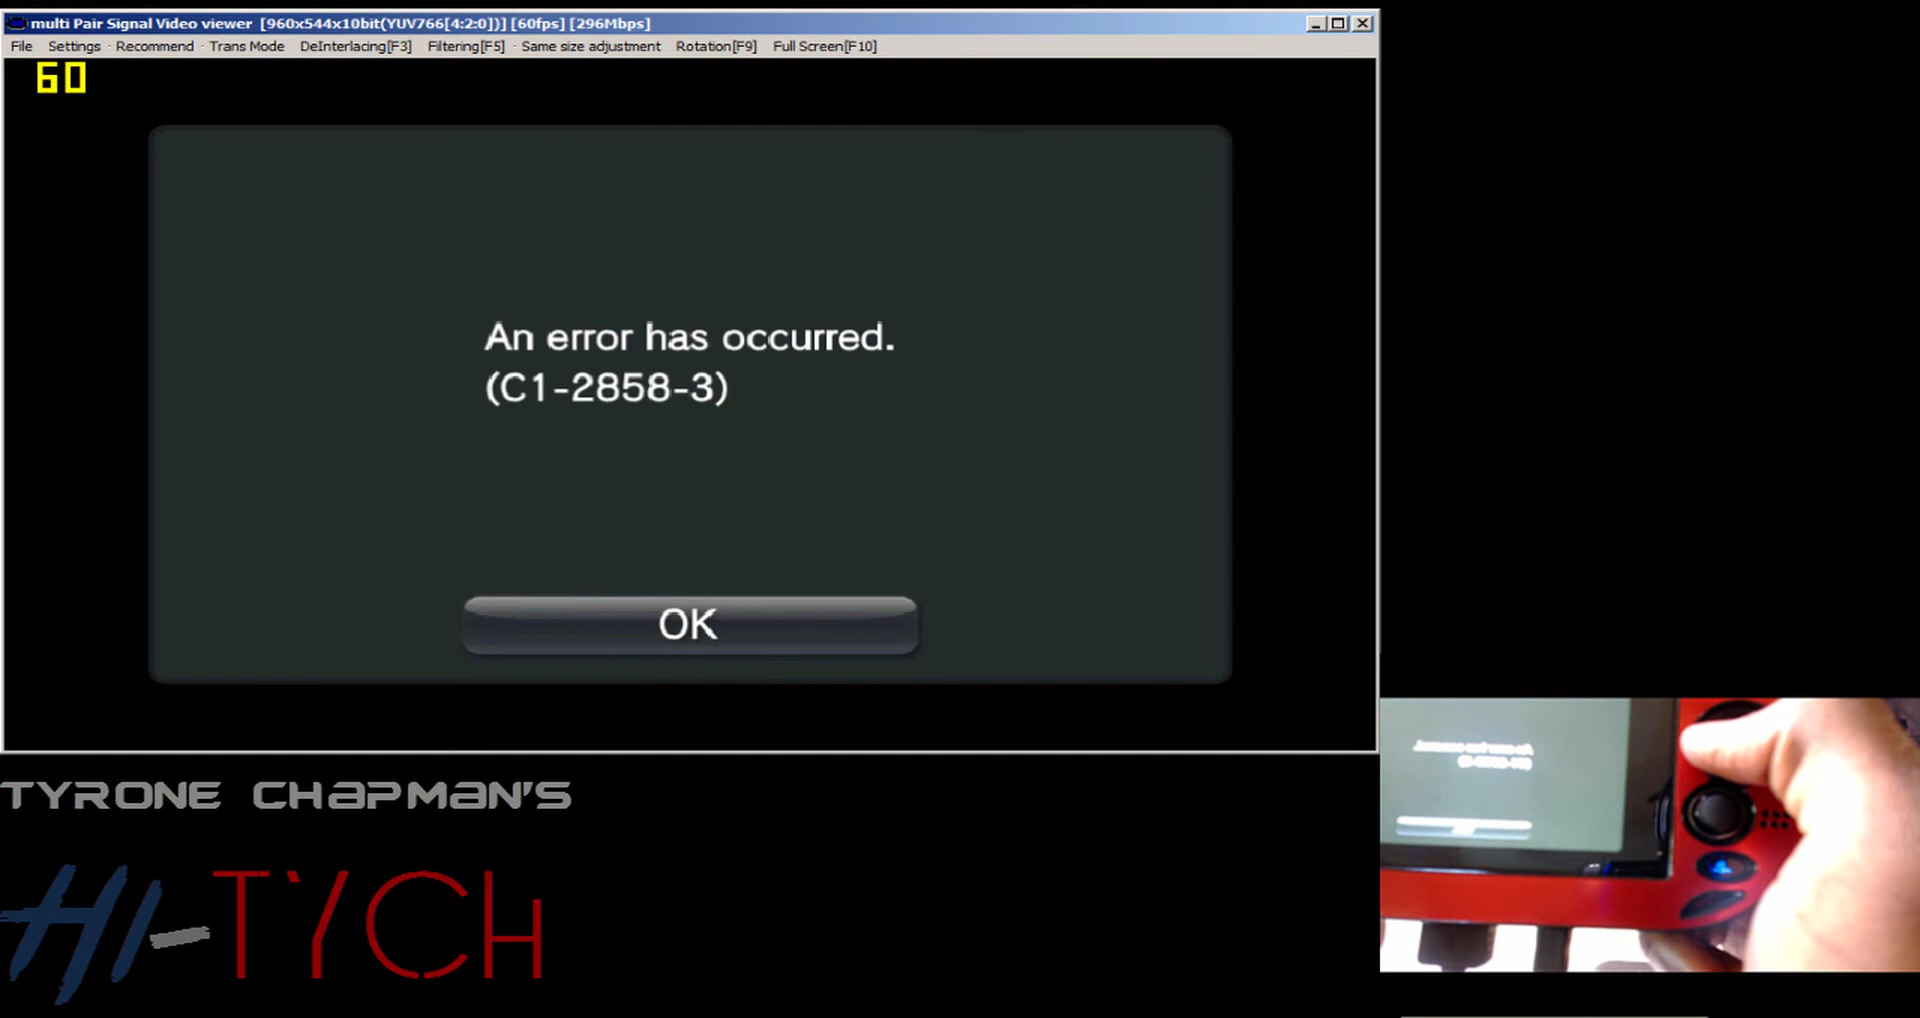 multi Pair Signal Video viewer [960x544x10bit(YUV766[4:2:0])] [60fps] [296Mbps]
File Settings · Recommend · Trans Mode DeInterlacing[F3] Filtering[F5] · Same size adjustment Rotation[F9] Full Screen[F10]
60
An error has occurred.
(C1-2858-3)
OK
TYRONE CHAPMAN'S
HI-TYCH